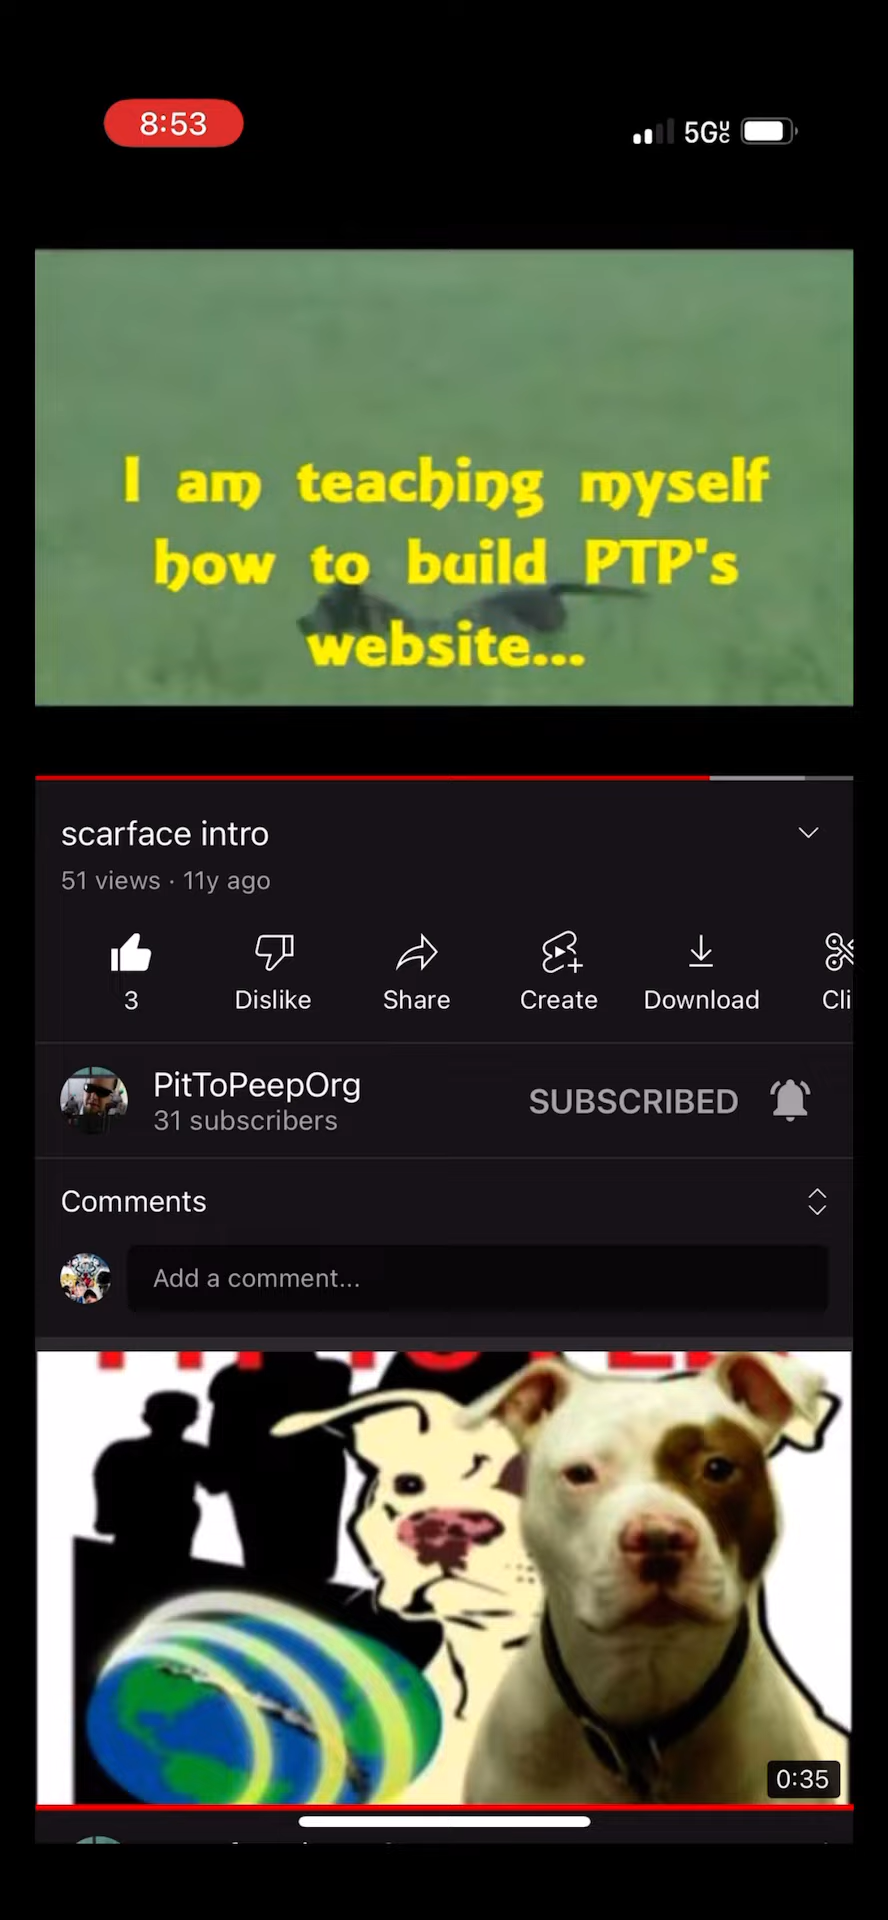 8:53
5GUC
I am teaching myself
how to build PTP's
website...
scarface intro
51 views · 11y ago
3
Dislike
Share
Create
Download
Cli
PitToPeepOrg
31 subscribers
SUBSCRIBED
Comments
Add a comment...
0:35